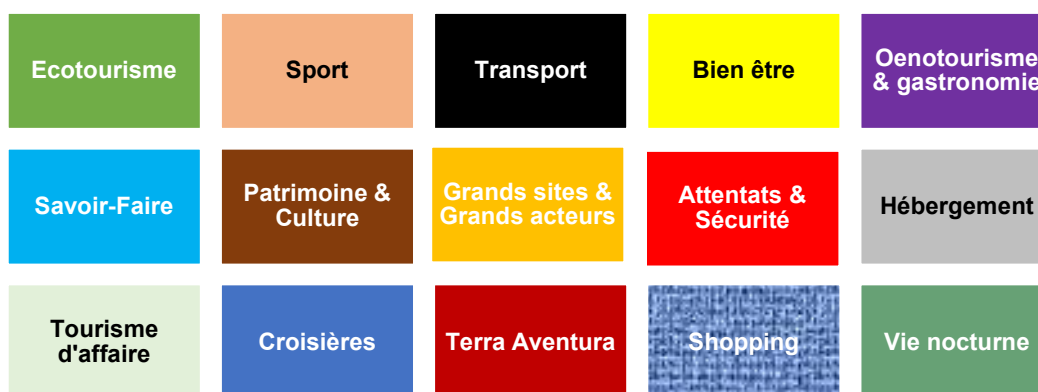 Ecotourisme
Sport
Transport
Bien être
Oenotourisme
& gastronomie
Savoir-Faire
Patrimoine &
Culture
Grands sites &
Grands acteurs
Attentats &
Sécurité
Hébergement
Tourisme
d'affaire
Croisières
Terra Aventura
Shopping
Vie nocturne